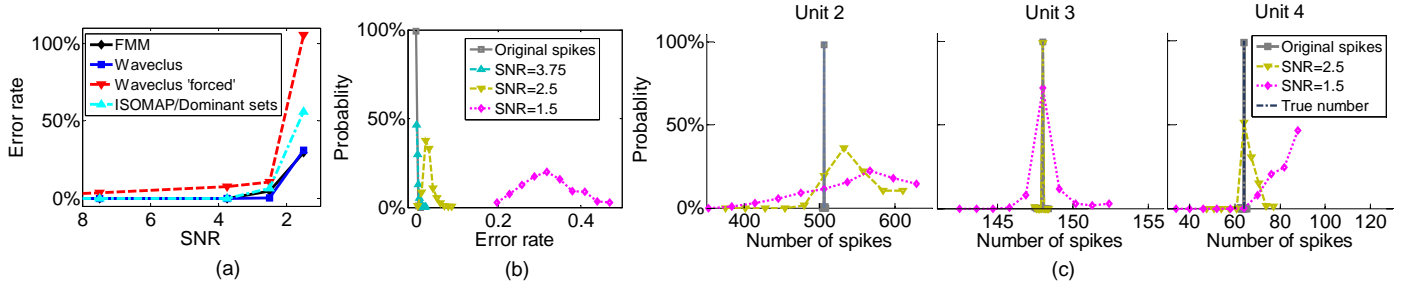 100%
50%
0%
Error rate
8
6
4
2
SNR
FMM
Waveclus
Waveclus 'forced'
ISOMAP/Dominant sets
(a)
100%
50%
0%
Probablity
0
0.2
0.4
Error rate
Original spikes
SNR=3.75
SNR=2.5
SNR=1.5
(b)
Unit 2
100%
50%
0%
Probability
400
500
600
Number of spikes
Unit 3
145
150
155
Number of spikes
(c)
Unit 4
Original spikes
SNR=2.5
SNR=1.5
True number
40
60
80
100
120
Number of spikes